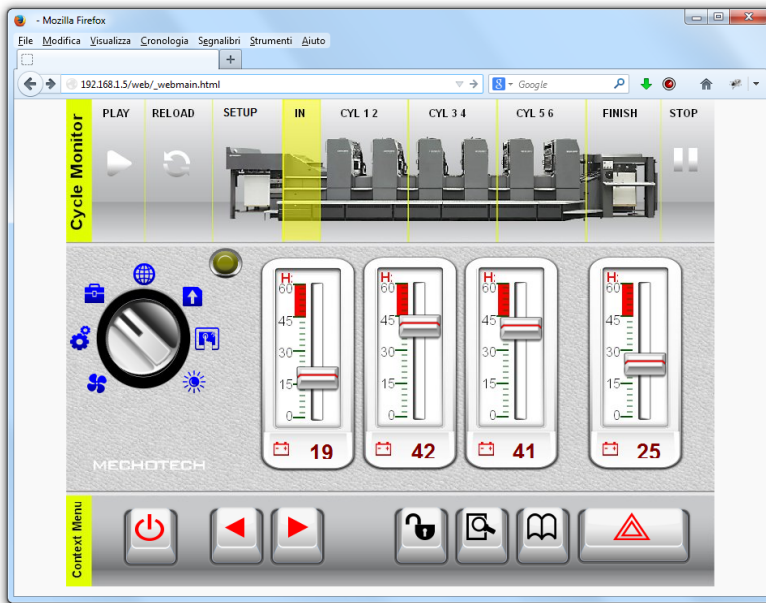 - Mozilla Firefox
File Modifica Visualizza Cronologia Segnalibri Strumenti Aiuto
+
192.168.1.5/web/_webmain.html
8 Google
Cycle Monitor
PLAY RELOAD SETUP IN CYL 1 2 CYL 3 4 CYL 5 6 FINISH STOP
H: H: H: H:
60 60 60 60
45 45 45 45
30 30 30 30
15 15 15 15
0 0 0 0
19 42 41 25
MECHOTECH
Context Menu